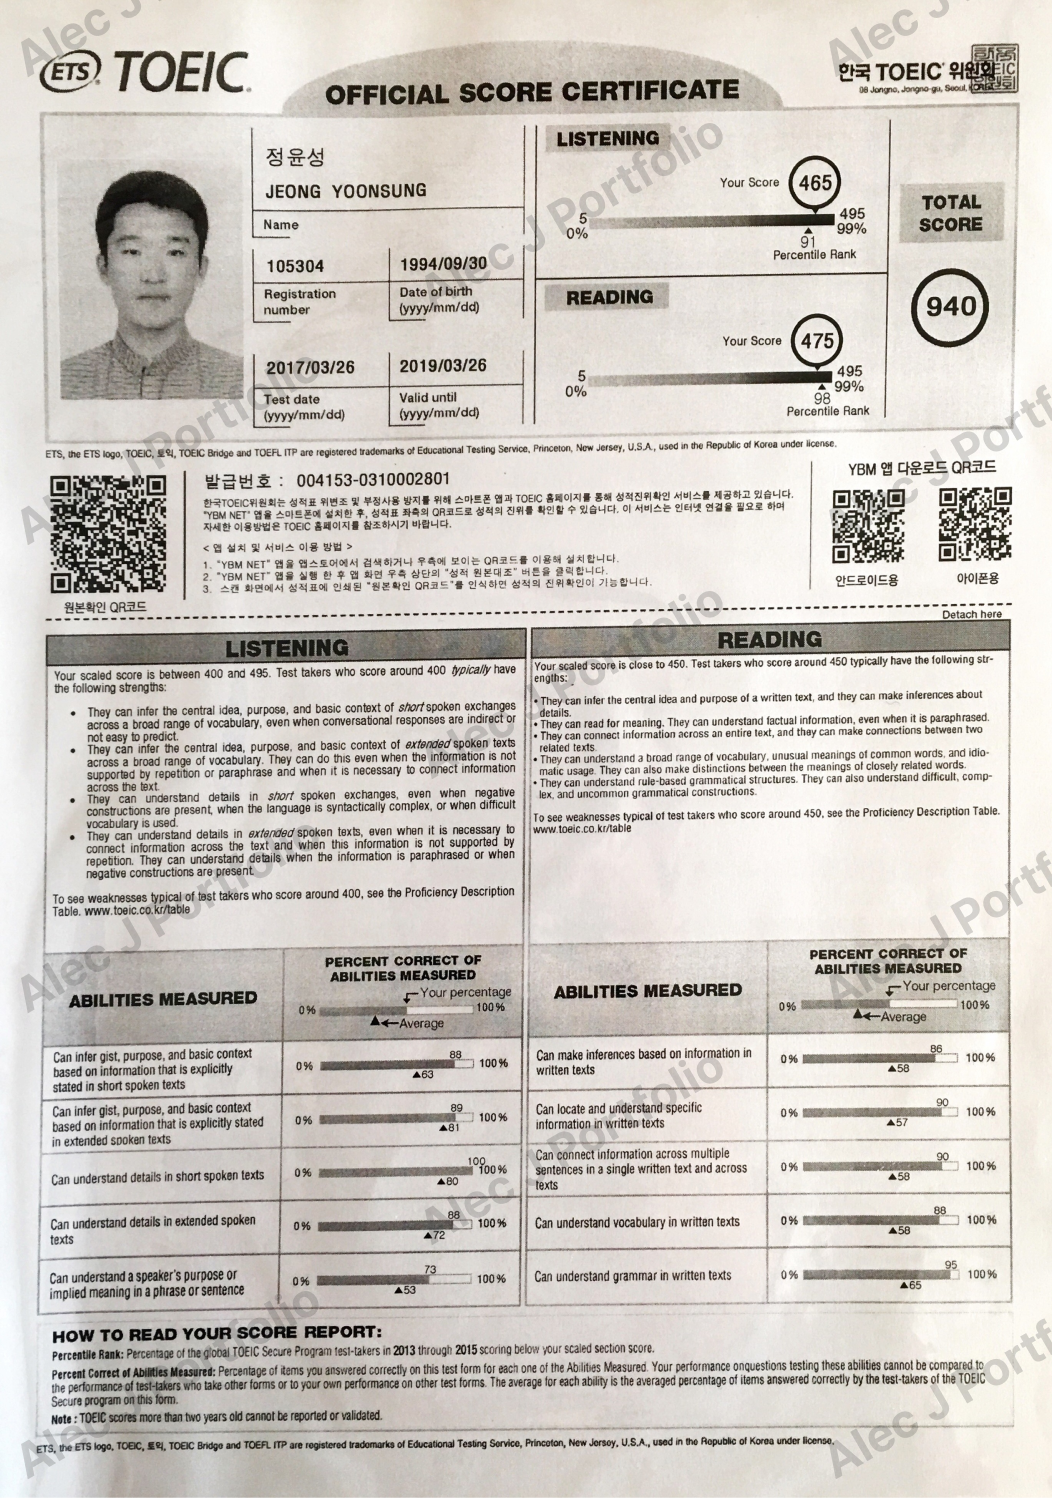 ETS TOEIC
OFFICIAL SCORE CERTIFICATE
한국 TOEIC 위원회
98 Jongno, Jongno-gu, Seoul, KOREA
정윤성
JEONG YOONSUNG
Name
105304
1994/09/30
Registration
number
Date of birth
(yyyy/mm/dd)
2017/03/26
2019/03/26
Test date
(yyyy/mm/dd)
Valid until
(yyyy/mm/dd)
LISTENING
Your Score 465
5 495
0% 99%
91
Percentile Rank
READING
Your Score 475
5 495
0% 99%
98
Percentile Rank
TOTAL
SCORE
940
ETS, the ETS logo, TOEIC, 토익, TOEIC Bridge and TOEFL ITP are registered trademarks of Educational Testing Service, Princeton, New Jersey, U.S.A., used in the Republic of Korea under license.
원본확인 QR코드
발급번호 : 004153-0310002801
한국TOEIC위원회는 성적표 위변조 및 부정사용 방지를 위해 스마트폰 앱과 TOEIC 홈페이지를 통해 성적진위확인 서비스를 제공하고 있습니다.
"YBM NET" 앱을 스마트폰에 설치한 후, 성적표 좌측의 QR코드로 성적의 진위를 확인할 수 있습니다. 이 서비스는 인터넷 연결을 필요로 하며
자세한 이용방법은 TOEIC 홈페이지를 참조하시기 바랍니다.
< 앱 설치 및 서비스 이용 방법 >
1. "YBM NET" 앱을 앱스토어에서 검색하거나 우측에 보이는 QR코드를 이용해 설치합니다.
2. "YBM NET" 앱을 실행 한 후 앱 화면 우측 상단의 "성적 원본대조" 버튼을 클릭합니다.
3. 스캔 화면에서 성적표에 인쇄된 "원본확인 QR코드"를 인식하면 성적의 진위확인이 가능합니다.
YBM 앱 다운로드 QR코드
안드로이드용
아이폰용
Detach here
LISTENING
Your scaled score is between 400 and 495. Test takers who score around 400 typically have
the following strengths:
• They can infer the central idea, purpose, and basic context of short spoken exchanges
across a broad range of vocabulary, even when conversational responses are indirect or
not easy to predict.
• They can infer the central idea, purpose, and basic context of extended spoken texts
across a broad range of vocabulary. They can do this even when the information is not
supported by repetition or paraphrase and when it is necessary to connect information
across the text.
• They can understand details in short spoken exchanges, even when negative
constructions are present, when the language is syntactically complex, or when difficult
vocabulary is used.
• They can understand details in extended spoken texts, even when it is necessary to
connect information across the text and when this information is not supported by
repetition. They can understand details when the information is paraphrased or when
negative constructions are present.
To see weaknesses typical of test takers who score around 400, see the Proficiency Description
Table. www.toeic.co.kr/table
READING
Your scaled score is close to 450. Test takers who score around 450 typically have the following str-
engths:
• They can infer the central idea and purpose of a written text, and they can make inferences about
details.
• They can read for meaning. They can understand factual information, even when it is paraphrased.
• They can connect information across an entire text, and they can make connections between two
related texts.
• They can understand a broad range of vocabulary, unusual meanings of common words, and idio-
matic usage. They can also make distinctions between the meanings of closely related words.
• They can understand rule-based grammatical structures. They can also understand difficult, comp-
lex, and uncommon grammatical constructions.
To see weaknesses typical of test takers who score around 450, see the Proficiency Description Table.
www.toeic.co.kr/table
ABILITIES MEASURED
PERCENT CORRECT OF
ABILITIES MEASURED
Your percentage
0% 100%
Average
Can infer gist, purpose, and basic context
based on information that is explicitly
stated in short spoken texts
0% 88 100%
▲63
Can infer gist, purpose, and basic context
based on information that is explicitly stated
in extended spoken texts
0% 89 100%
▲81
Can understand details in short spoken texts
0% 100 100%
▲80
Can understand details in extended spoken
texts
0% 88 100%
▲72
Can understand a speaker's purpose or
implied meaning in a phrase or sentence
0% 73 100%
▲53
ABILITIES MEASURED
PERCENT CORRECT OF
ABILITIES MEASURED
Your percentage
0% 100%
Average
Can make inferences based on information in
written texts
0% 86 100%
▲58
Can locate and understand specific
information in written texts
0% 90 100%
▲57
Can connect information across multiple
sentences in a single written text and across
texts
0% 90 100%
▲58
Can understand vocabulary in written texts
0% 88 100%
▲58
Can understand grammar in written texts
0% 95 100%
▲65
HOW TO READ YOUR SCORE REPORT:
Percentile Rank: Percentage of the global TOEIC Secure Program test-takers in 2013 through 2015 scoring below your scaled section score.
Percent Correct of Abilities Measured: Percentage of items you answered correctly on this test form for each one of the Abilities Measured. Your performance onquestions testing these abilities cannot be compared to
the performance of test-takers who take other forms or to your own performance on other test forms. The average for each ability is the averaged percentage of items answered correctly by the test-takers of the TOEIC
Secure program on this form.
Note : TOEIC scores more than two years old cannot be reported or validated.
ETS, the ETS logo, TOEIC, 토익, TOEIC Bridge and TOEFL ITP are registered trademarks of Educational Testing Service, Princeton, New Jersey, U.S.A., used in the Republic of Korea under license.
Alec J Portfolio